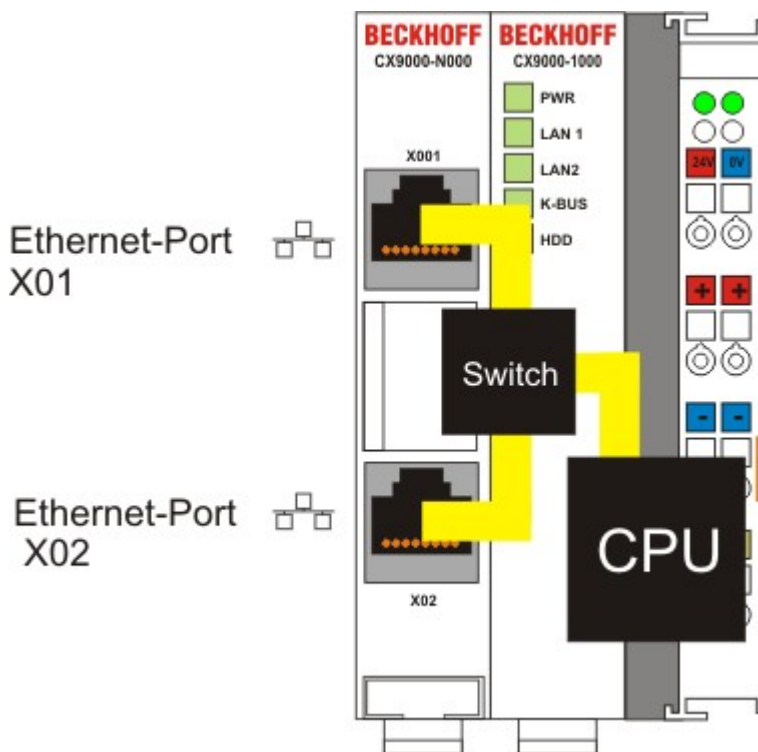 BECKHOFF
CX9000-N000
BECKHOFF
CX9000-1000
PWR
LAN 1
LAN2
K-BUS
HDD
X001
24V
0V
Ethernet-Port
X01
+
+
Switch
-
-
Ethernet-Port
X02
CPU
X02